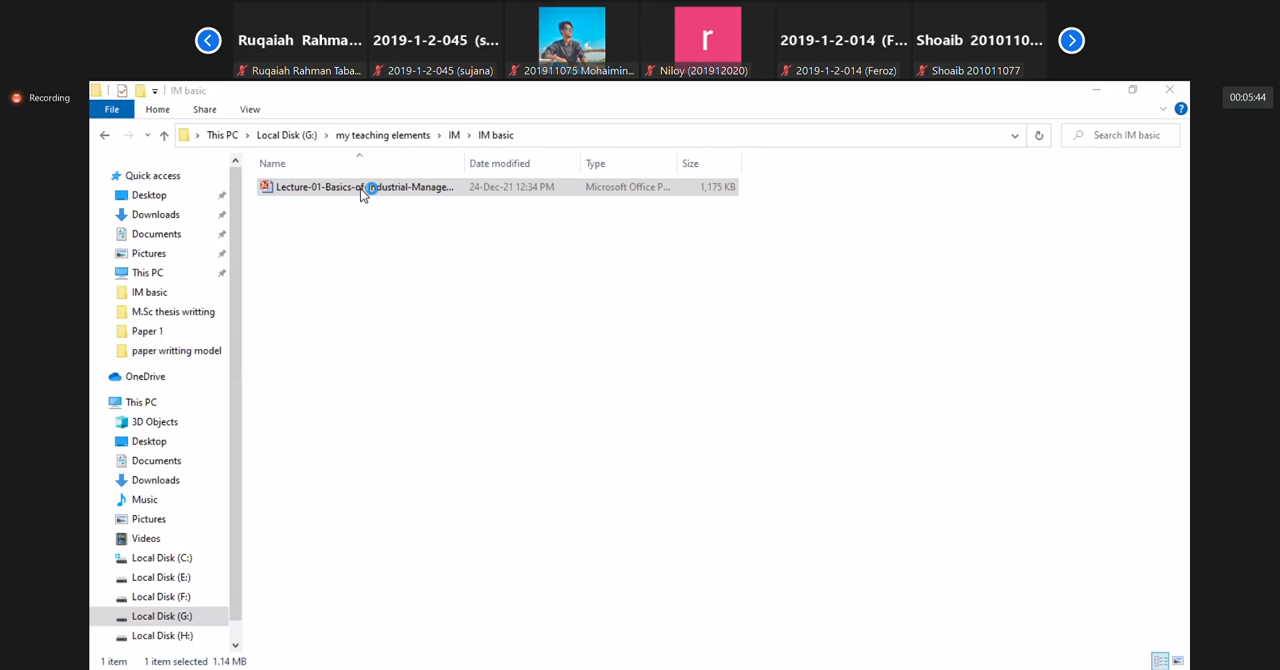 Ruqaiah Rahma...
2019-1-2-045 (s...
r
2019-1-2-014 (F...
Shoaib 2010110...
Ruqaiah Rahman Taba...
2019-1-2-045 (sujana)
201911075 Mohaimin...
Niloy (201912020)
2019-1-2-014 (Feroz)
Shoaib 201011077
Recording
00:05:44
IM basic
File
Home
Share
View
This PC > Local Disk (G:) > my teaching elements > IM > IM basic
Search IM basic
Name
Date modified
Type
Size
Lecture-01-Basics-of-Industrial-Manage...
24-Dec-21 12:34 PM
Microsoft Office P...
1,175 KB
Quick access
Desktop
Downloads
Documents
Pictures
This PC
IM basic
M.Sc thesis writting
Paper 1
paper writting model
OneDrive
This PC
3D Objects
Desktop
Documents
Downloads
Music
Pictures
Videos
Local Disk (C:)
Local Disk (E:)
Local Disk (F:)
Local Disk (G:)
Local Disk (H:)
1 item
1 item selected 1.14 MB